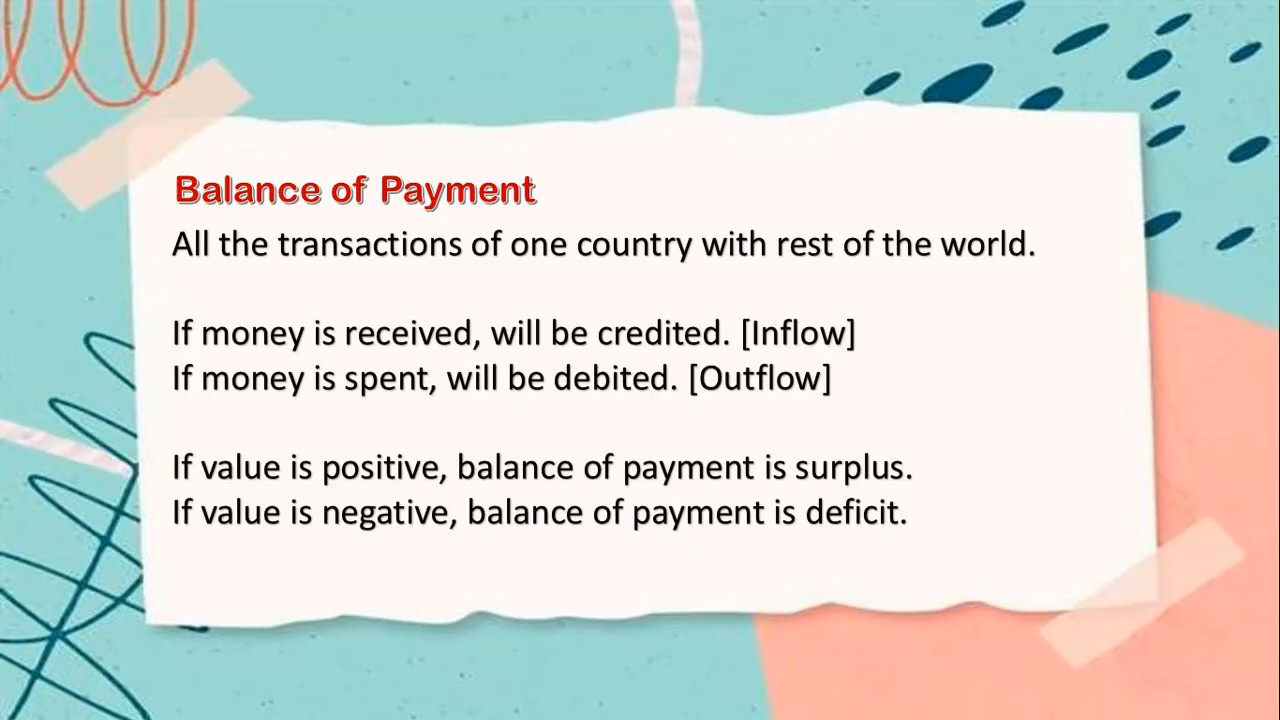 Balance of Payment
All the transactions of one country with rest of the world.
If money is received, will be credited. [Inflow]
If money is spent, will be debited. [Outflow]
If value is positive, balance of payment is surplus.
If value is negative, balance of payment is deficit.